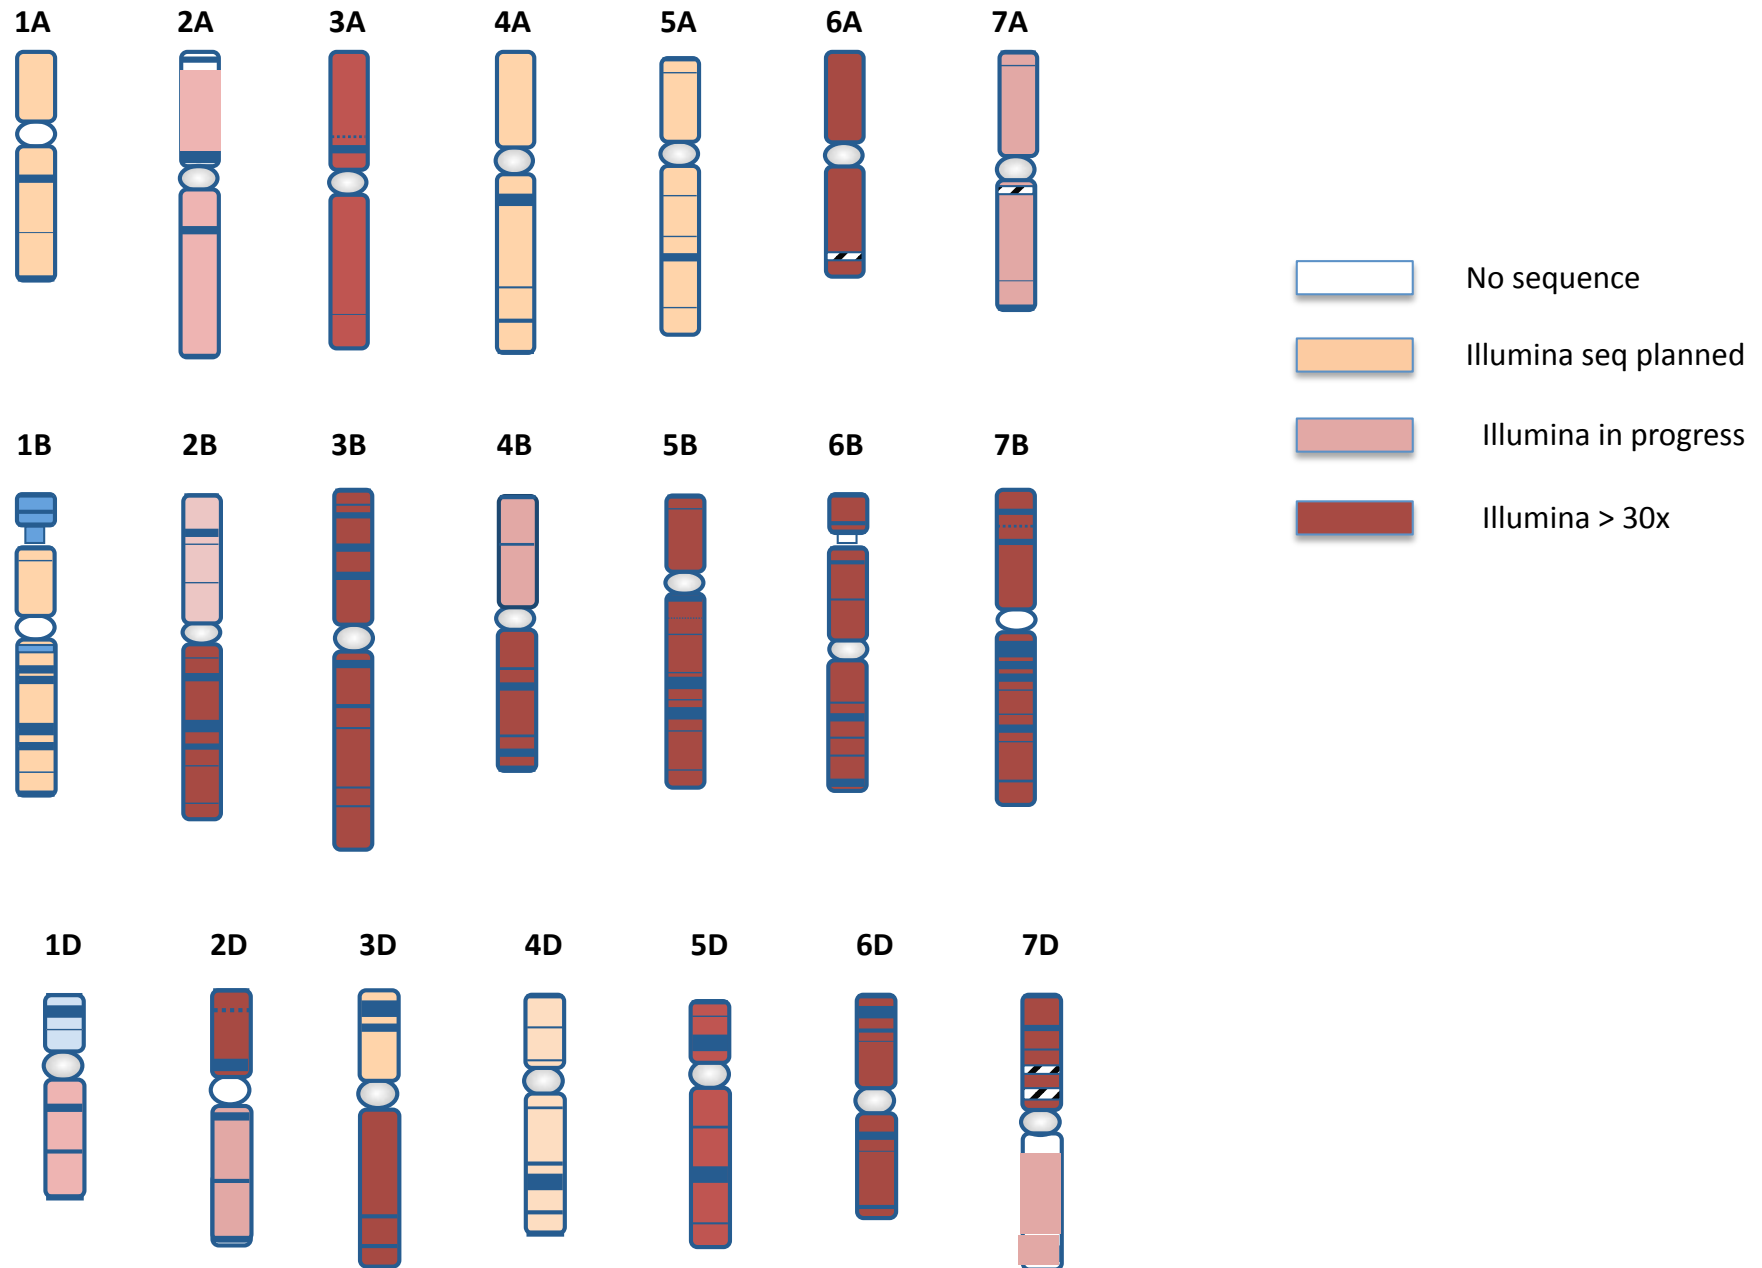 1A 2A 3A 4A 5A 6A 7A
No sequence
Illumina seq planned
Illumina in progress
Illumina > 30x
1B 2B 3B 4B 5B 6B 7B
1D 2D 3D 4D 5D 6D 7D